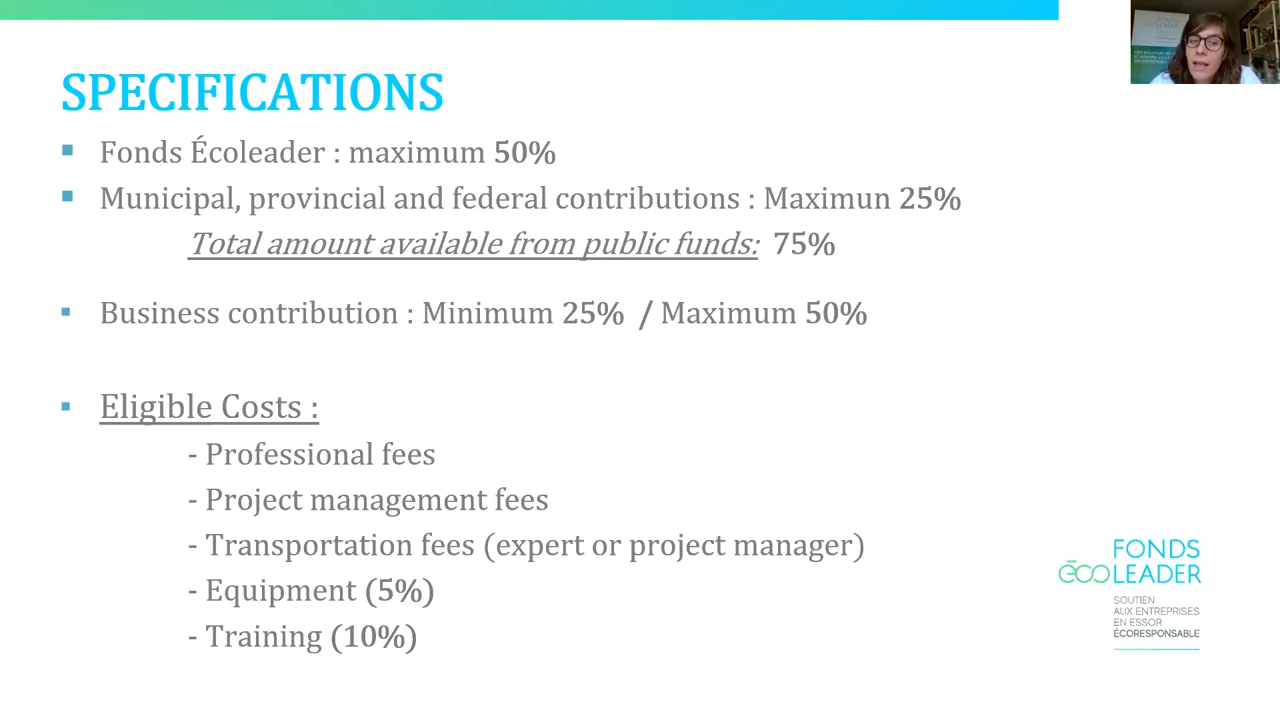 SPECIFICATIONS
▪ Fonds Écoleader : maximum 50%
▪ Municipal, provincial and federal contributions : Maximun 25%
Total amount available from public funds: 75%
▪ Business contribution : Minimum 25% / Maximum 50%
▪ Eligible Costs :
- Professional fees
- Project management fees
- Transportation fees (expert or project manager)
- Equipment (5%)
- Training (10%)
FONDS
ÉCOLEADER
SOUTIEN
AUX ENTREPRISES
EN ESSOR
ÉCORESPONSABLE